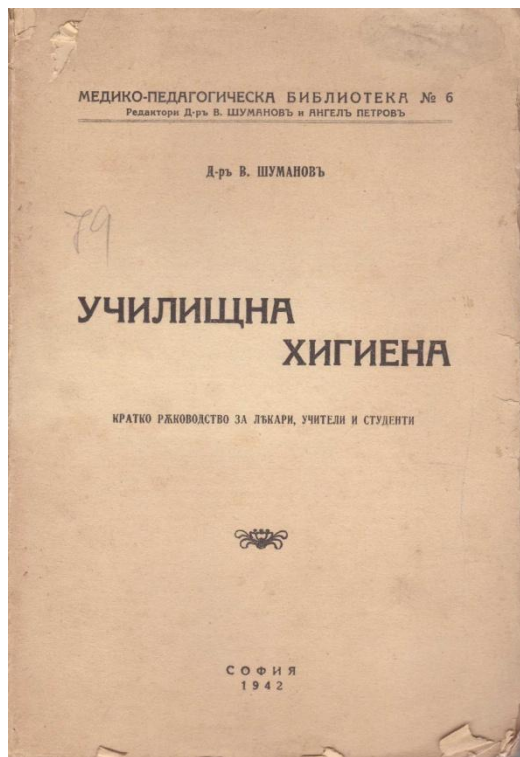 МЕДИКО-ПЕДАГОГИЧЕСКА БИБЛИОТЕКА № 6
Редактори Д-ръ В. ШУМАНОВЪ и АНГЕЛЪ ПЕТРОВЪ
Д-ръ В. ШУМАНОВЪ
79
УЧИЛИЩНА
ХИГИЕНА
КРАТКО РѪКОВОДСТВО ЗА ЛѢКАРИ, УЧИТЕЛИ И СТУДЕНТИ
СОФИЯ
1942